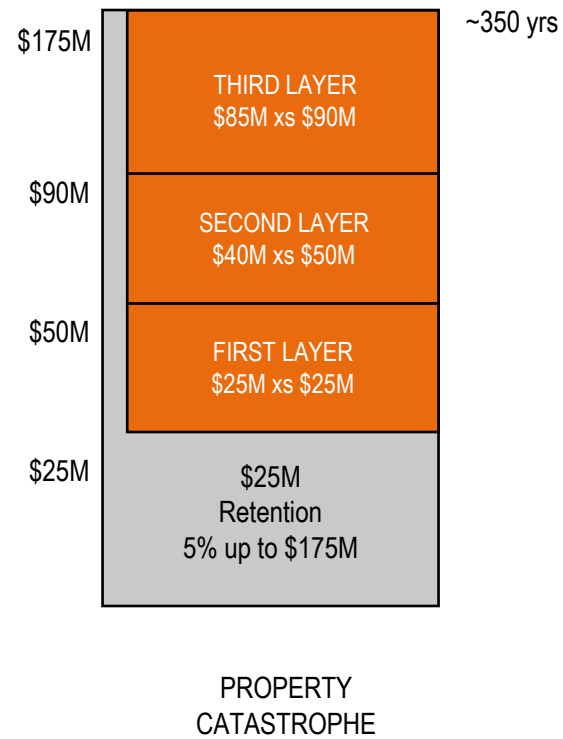 $175M
~350 yrs
THIRD LAYER
$85M xs $90M
$90M
SECOND LAYER
$40M xs $50M
$50M
FIRST LAYER
$25M xs $25M
$25M
$25M
Retention
5% up to $175M
PROPERTY
CATASTROPHE